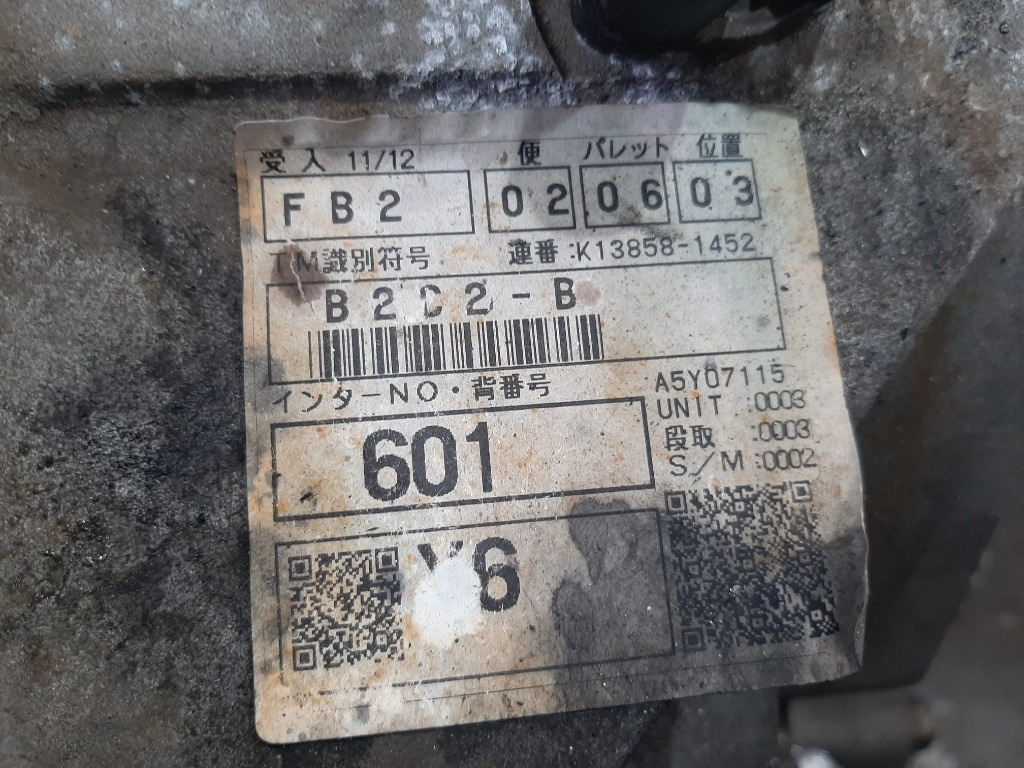 受入 11/12 便 パレット 位置
FB2 02 06 03
T/M識別符号 連番:K13858-1452
B2C2-B
インターNO・背番号 A5Y07115
UNIT :0003
601 段取 :0003
S/M:0002
Y6